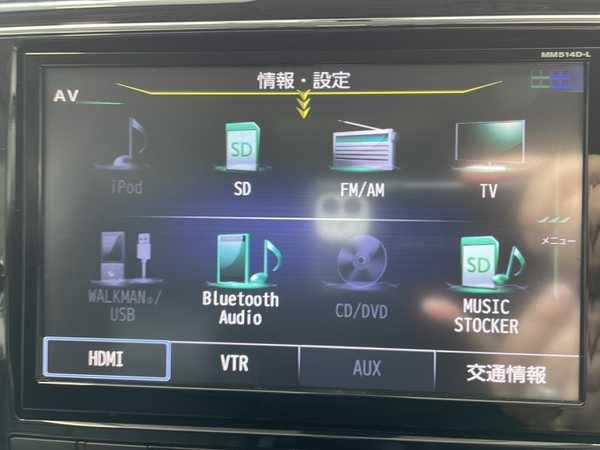 MM514D-L
情報・設定
AV
iPod
SD
SD
FM/AM
TV
メニュー
WALKMAN®/
USB
Bluetooth
Audio
CD/DVD
SD
MUSIC
STOCKER
HDMI
VTR
AUX
交通情報